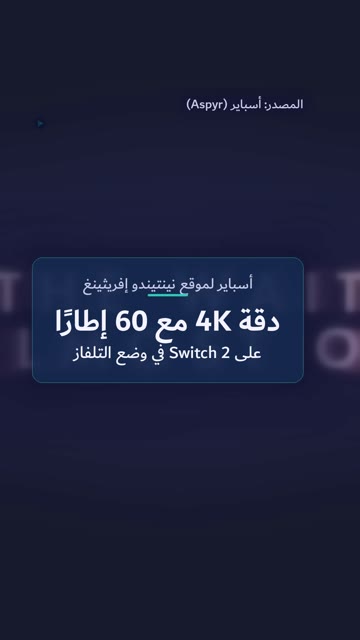 المصدر: أسباير (Aspyr)
أسباير لموقع نينتيندو إفريثينغ
دقة 4K مع 60 إطارًا
على Switch 2 في وضع التلفاز